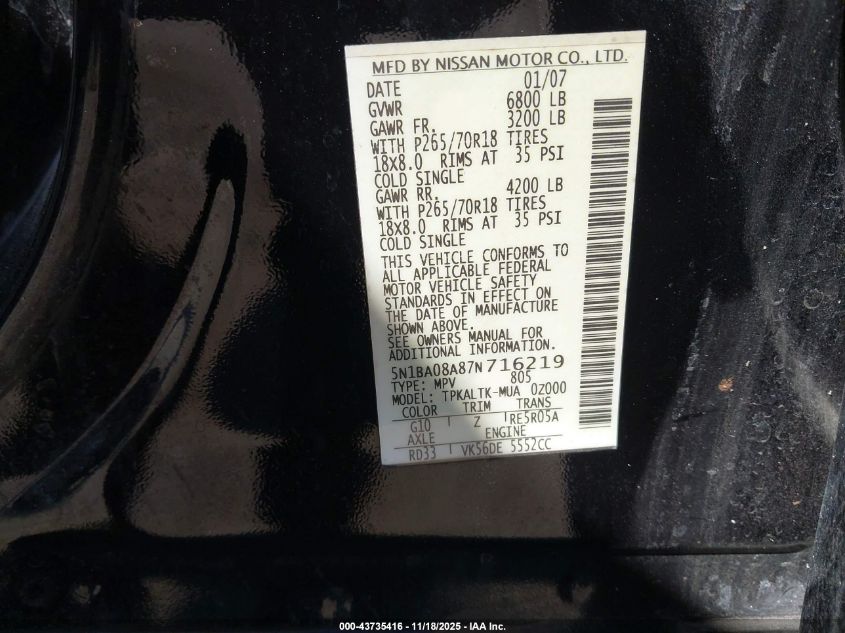 MFD BY NISSAN MOTOR CO., LTD.
DATE 01/07
GVWR 6800 LB
GAWR FR. 3200 LB
WITH P265/70R18 TIRES
18X8.0 RIMS AT 35 PSI
COLD SINGLE
GAWR RR. 4200 LB
WITH P265/70R18 TIRES
18X8.0 RIMS AT 35 PSI
COLD SINGLE
THIS VEHICLE CONFORMS TO
ALL APPLICABLE FEDERAL
MOTOR VEHICLE SAFETY
STANDARDS IN EFFECT ON
THE DATE OF MANUFACTURE
SHOWN ABOVE.
SEE OWNERS MANUAL FOR
ADDITIONAL INFORMATION.
5N1BA08A87N716219
TYPE: MPV 805
MODEL: TPKALTK-MUA 0Z000
COLOR TRIM TRANS
G10 Z RE5R05A
AXLE ENGINE
RD33 VK56DE 5552CC
000-43735416 - 11/18/2025 - IAA Inc.